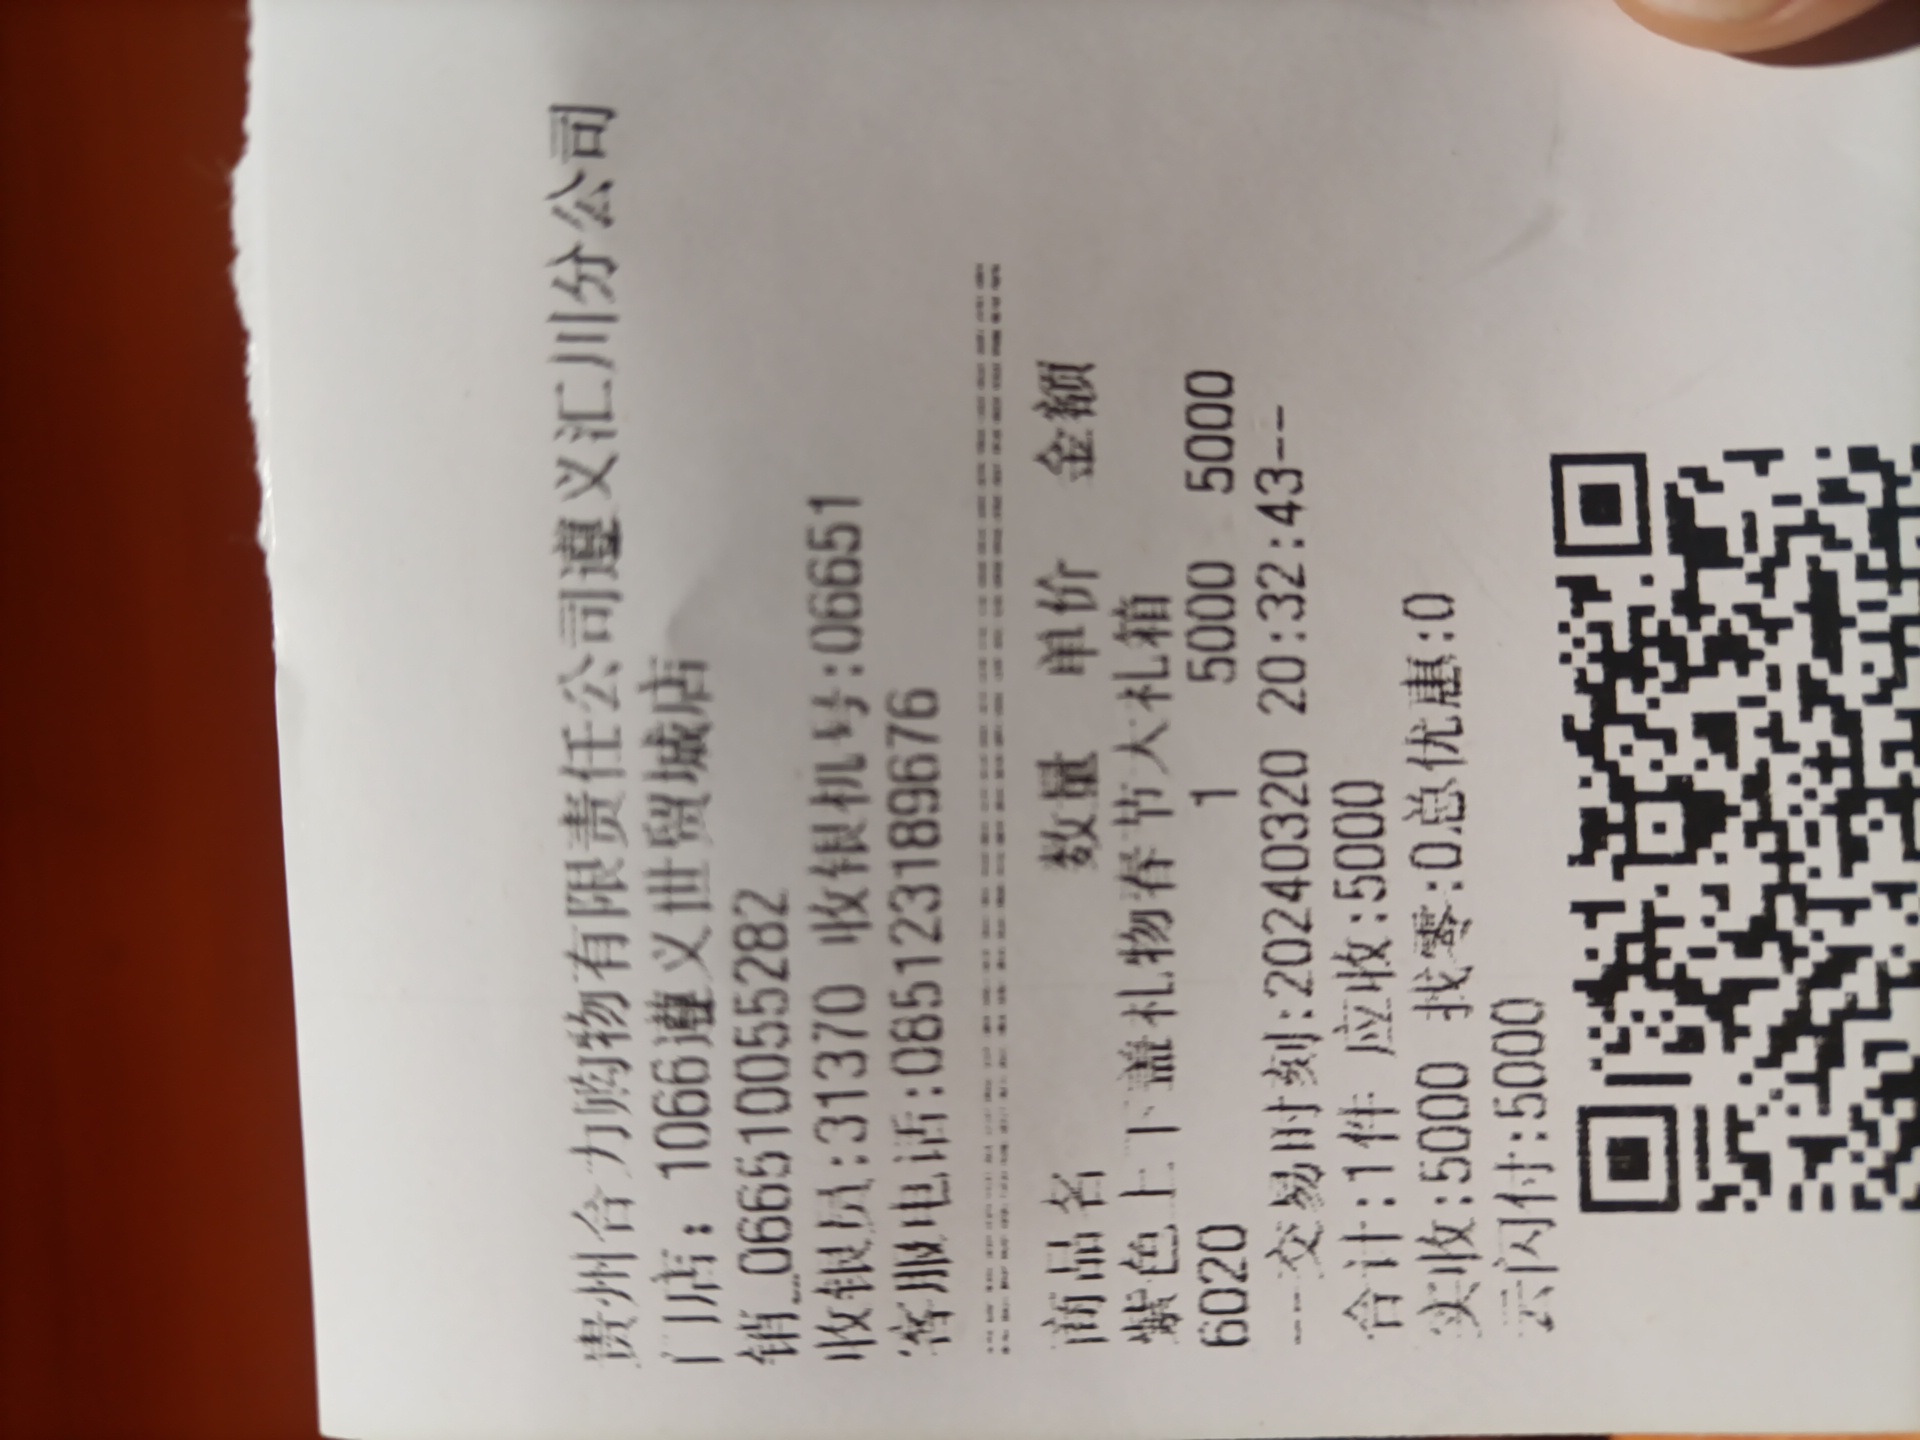 贵州合力购物有限责任公司遵义汇川分公司
门店: 1066遵义世贸城店
销_066510055282
收银员:31370 收银机号:06651
客服电话:085123189676
商品名 数量 单价 金额
紫色上下盖礼物春节大礼箱
6020 1 5000 5000
---交易时刻:20240320 20:32:43--
合计:1件 应收:5000
实收:5000 找零:0总优惠:0
云闪付:5000